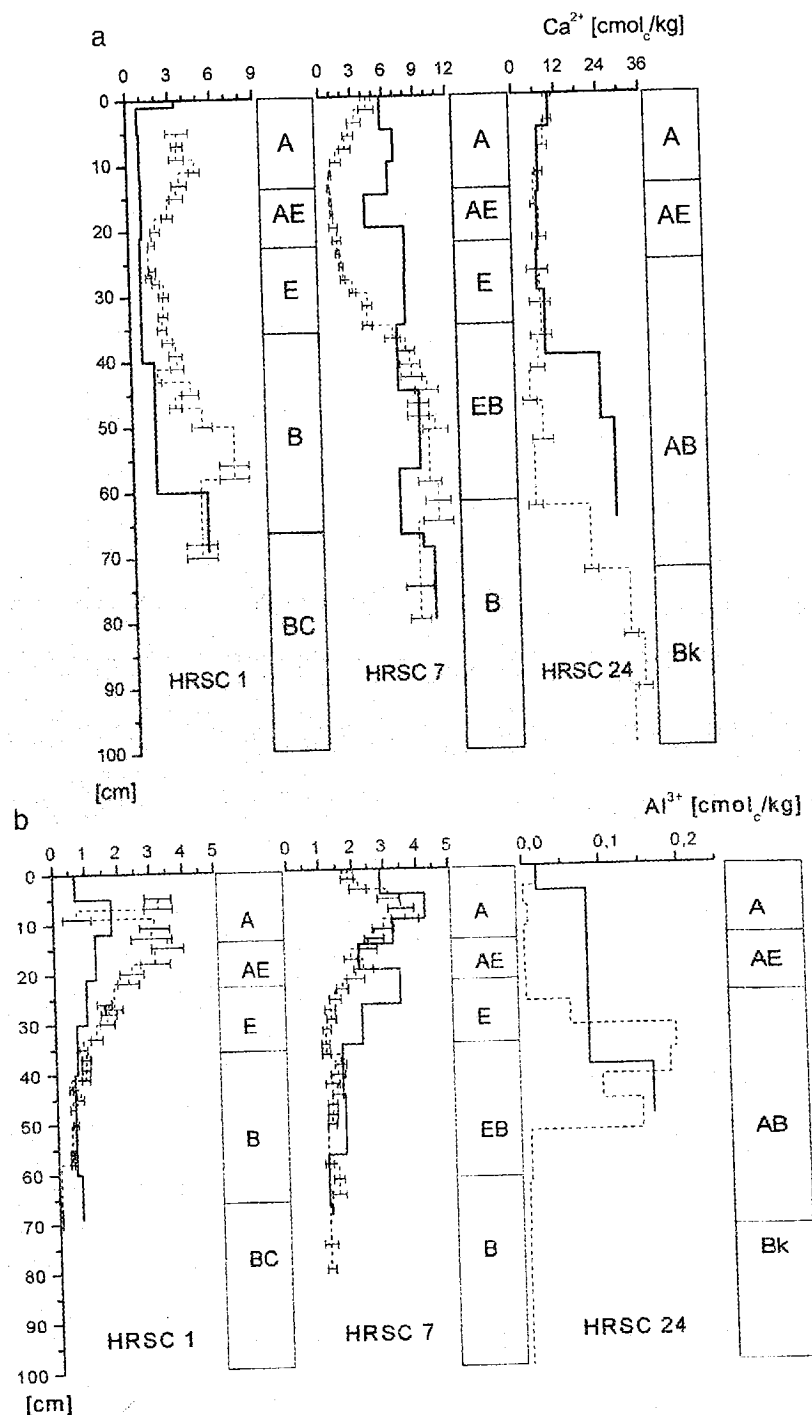 a
Ca²⁺ [cmolc/kg]
0 3 6 9
0 3 6 9 12
0 12 24 36
0
10
20
30
40
50
60
70
80
90
100
[cm]
A
AE
E
B
BC
HRSC 1
A
AE
E
EB
B
HRSC 7
A
AE
AB
Bk
HRSC 24
b
Al³⁺ [cmolc/kg]
0 1 2 3 4 5
0 1 2 3 4 5
0,0 0,1 0,2
0
10
20
30
40
50
60
70
80
90
100
[cm]
A
AE
E
B
BC
HRSC 1
A
AE
E
EB
B
HRSC 7
A
AE
AB
Bk
HRSC 24